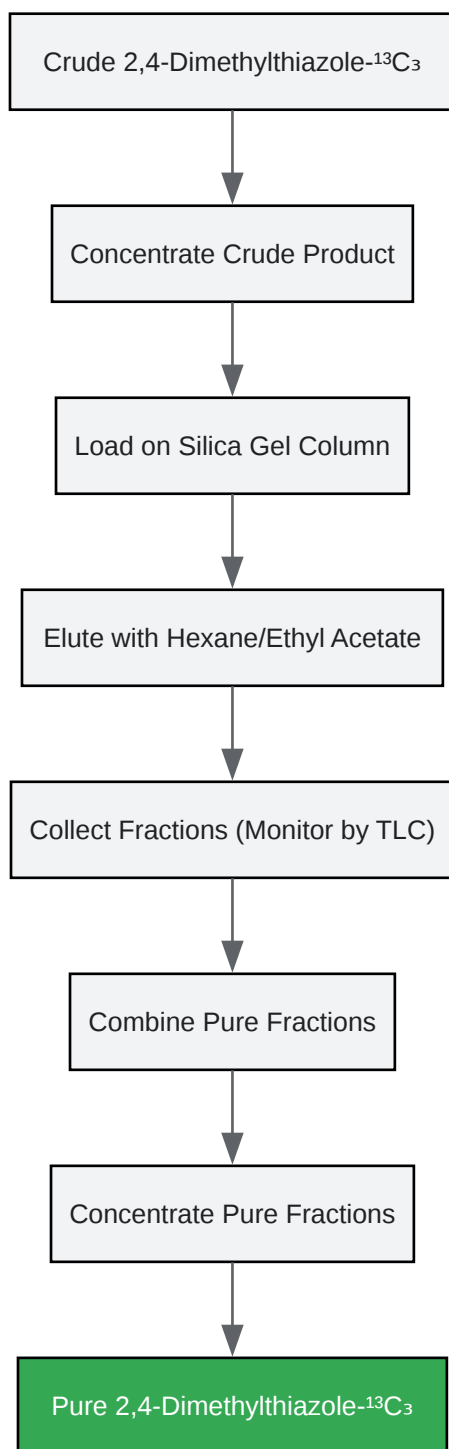 Crude 2,4-Dimethylthiazole-¹³C₃
Concentrate Crude Product
Load on Silica Gel Column
Elute with Hexane/Ethyl Acetate
Collect Fractions (Monitor by TLC)
Combine Pure Fractions
Concentrate Pure Fractions
Pure 2,4-Dimethylthiazole-¹³C₃